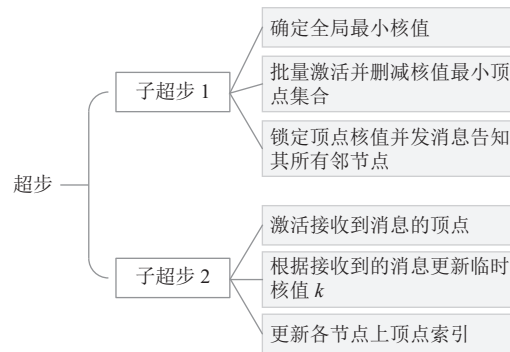 确定全局最小核值
批量激活并删减核值最小顶
点集合
子超步 1
锁定顶点核值并发消息告知
其所有邻节点
超步
激活接收到消息的顶点
子超步 2
根据接收到的消息更新临时
核值 k
更新各节点上顶点索引